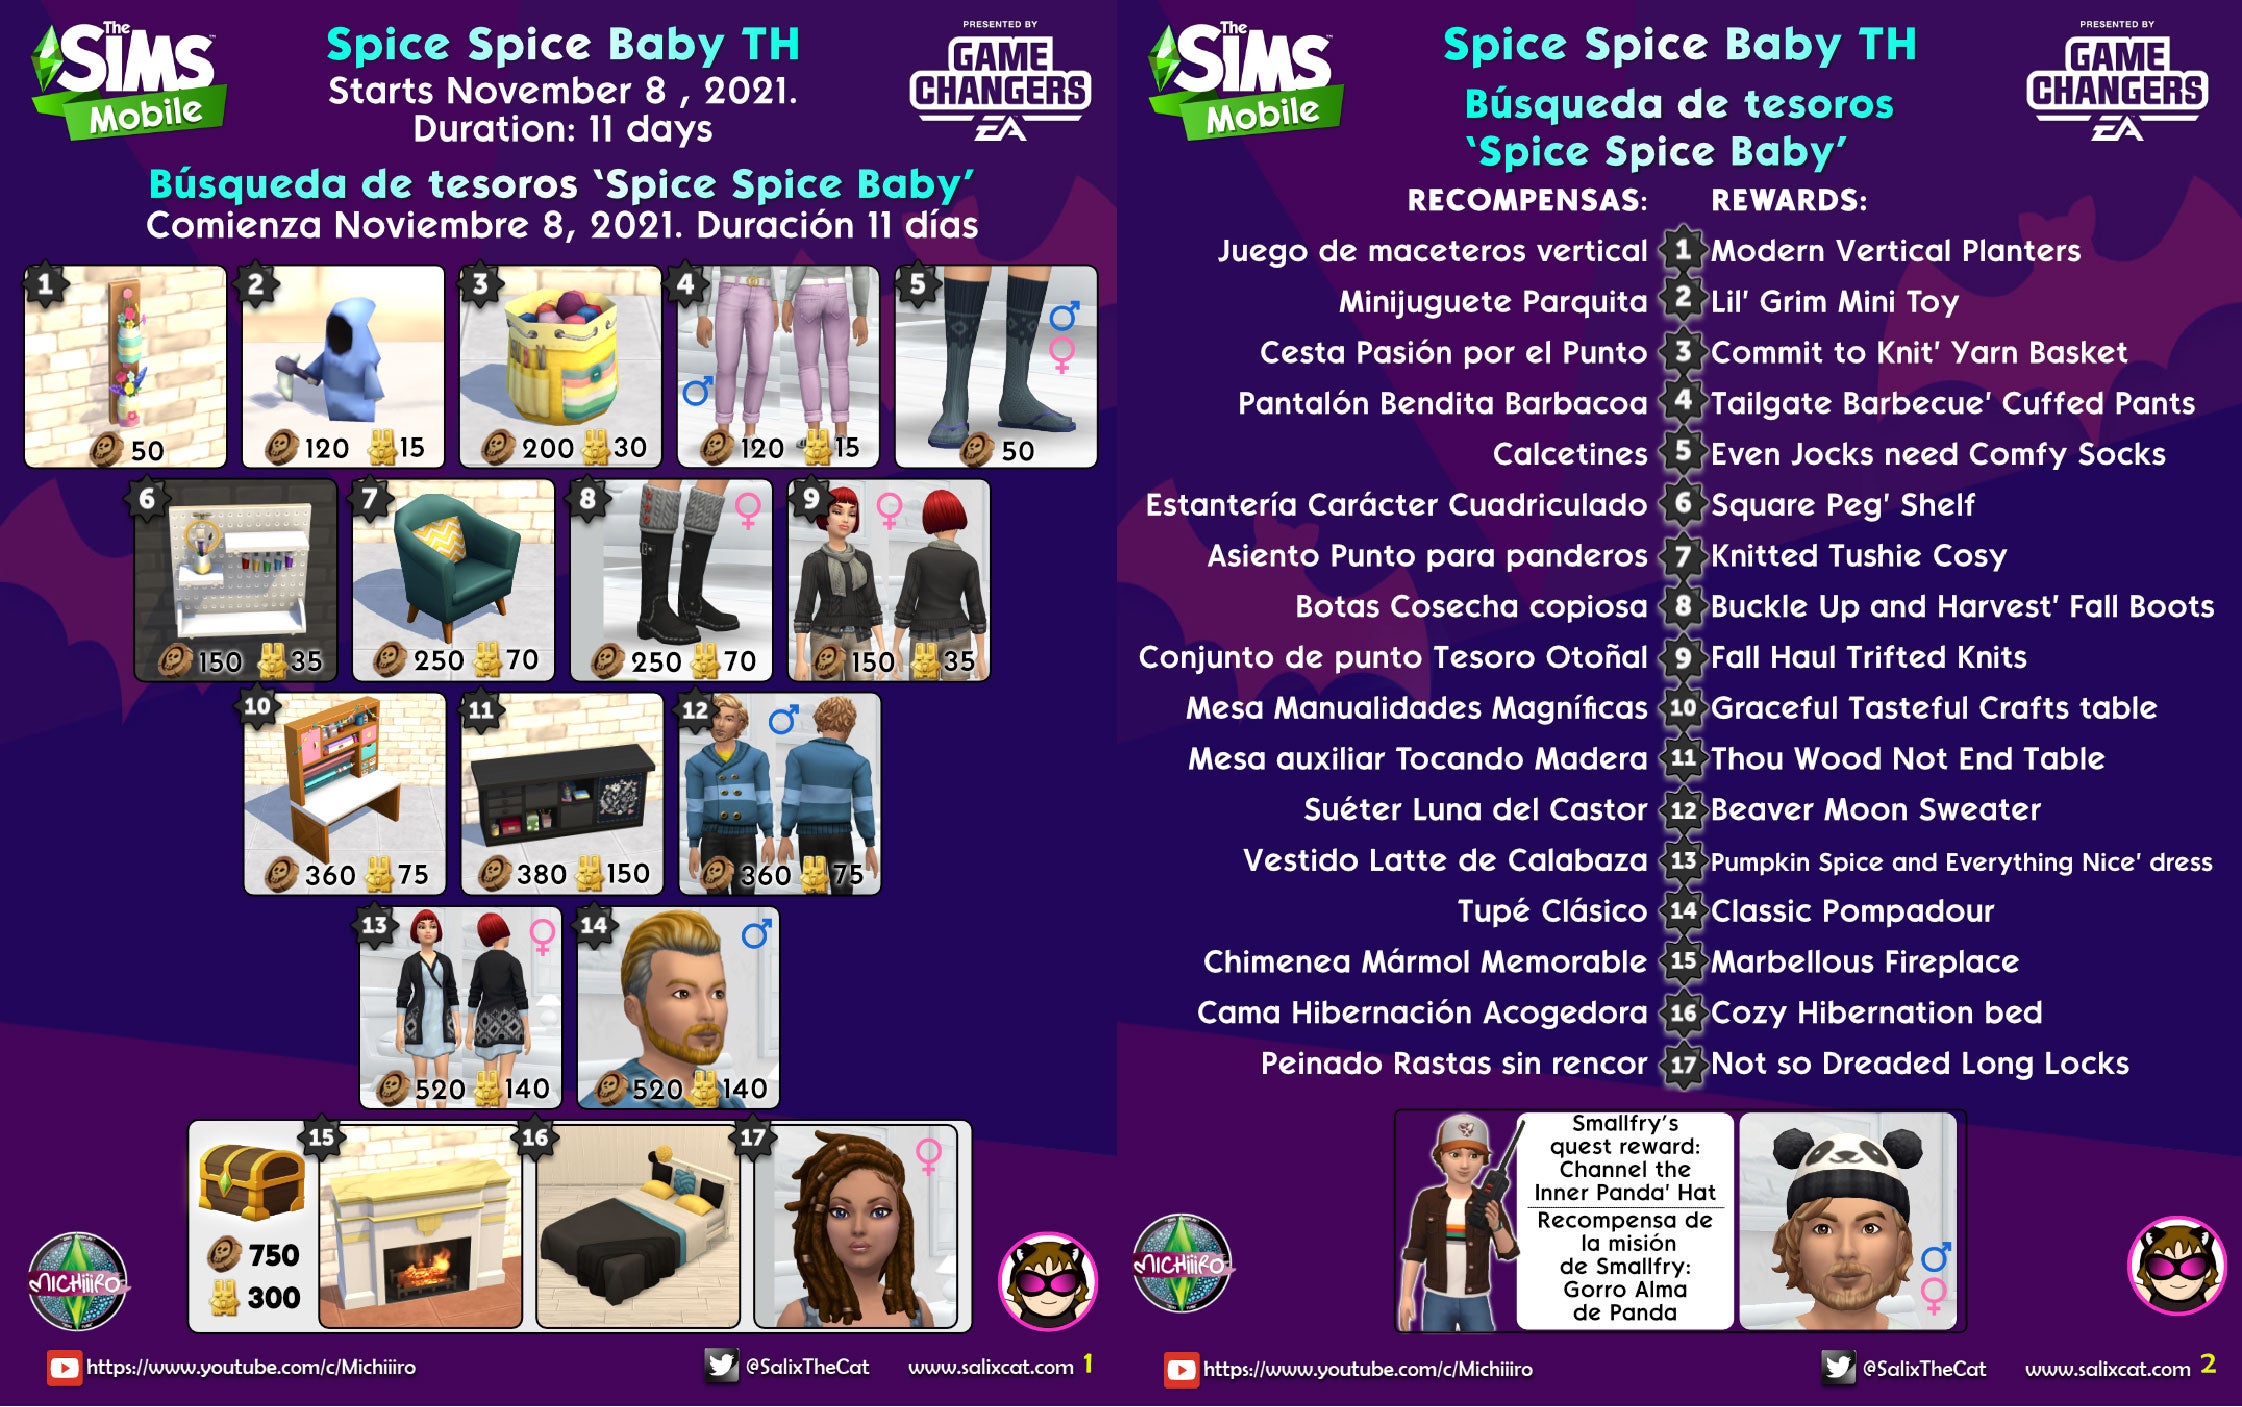 The
SiMS
Mobile
Spice Spice Baby TH
Starts November 8 , 2021.
Duration: 11 days
PRESENTED BY
GAME
CHANGERS
EA
Búsqueda de tesoros ‘Spice Spice Baby’
Comienza Noviembre 8, 2021. Duración 11 días
1
50
2
120 15
3
200 30
4
120 15
5
50
6
150 35
7
250 70
8
250 70
9
150 35
10
360 75
11
380 150
12
360 75
13
520 140
14
520 140
750
300
15
16
17
MiCHiiiRO
https://www.youtube.com/c/Michiiiro
@SalixTheCat
www.salixcat.com 1
The
SiMS
Mobile
Spice Spice Baby TH
Búsqueda de tesoros
‘Spice Spice Baby’
PRESENTED BY
GAME
CHANGERS
EA
RECOMPENSAS: REWARDS:
Juego de maceteros vertical 1 Modern Vertical Planters
Minijuguete Parquita 2 Lil’ Grim Mini Toy
Cesta Pasión por el Punto 3 Commit to Knit’ Yarn Basket
Pantalón Bendita Barbacoa 4 Tailgate Barbecue’ Cuffed Pants
Calcetines 5 Even Jocks need Comfy Socks
Estantería Carácter Cuadriculado 6 Square Peg’ Shelf
Asiento Punto para panderos 7 Knitted Tushie Cosy
Botas Cosecha copiosa 8 Buckle Up and Harvest’ Fall Boots
Conjunto de punto Tesoro Otoñal 9 Fall Haul Trifted Knits
Mesa Manualidades Magníficas 10 Graceful Tasteful Crafts table
Mesa auxiliar Tocando Madera 11 Thou Wood Not End Table
Suéter Luna del Castor 12 Beaver Moon Sweater
Vestido Latte de Calabaza 13 Pumpkin Spice and Everything Nice’ dress
Tupé Clásico 14 Classic Pompadour
Chimenea Mármol Memorable 15 Marbellous Fireplace
Cama Hibernación Acogedora 16 Cozy Hibernation bed
Peinado Rastas sin rencor 17 Not so Dreaded Long Locks
Smallfry’s
quest reward:
Channel the
Inner Panda’ Hat
Recompensa de
la misión
de Smallfry:
Gorro Alma
de Panda
MiCHiiiRO
https://www.youtube.com/c/Michiiiro
@SalixTheCat
www.salixcat.com 2